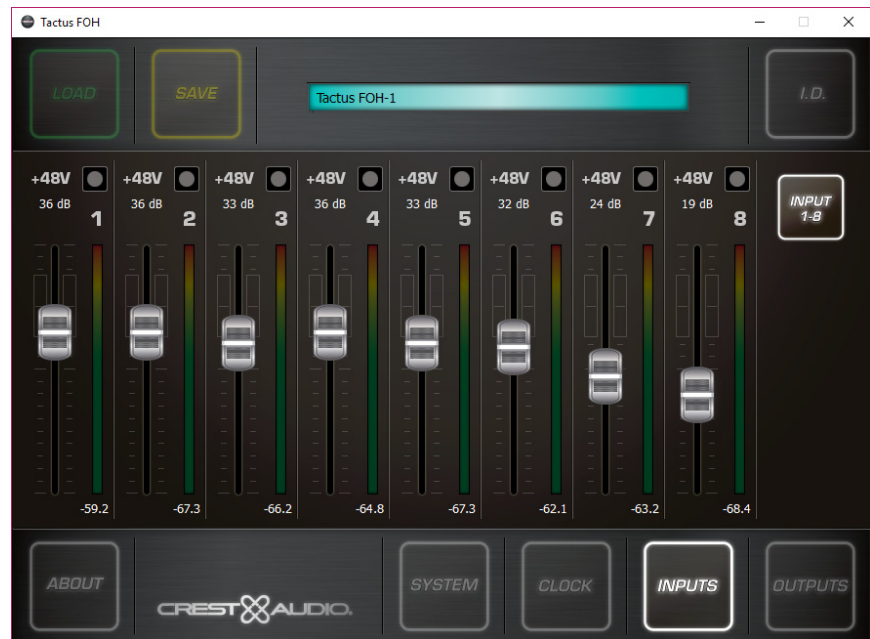 Tactus FOH
LOAD
SAVE
Tactus FOH-1
I.D.
+48V +48V +48V +48V +48V +48V +48V +48V
36 dB 36 dB 33 dB 36 dB 33 dB 32 dB 24 dB 19 dB
1 2 3 4 5 6 7 8
INPUT
1-8
-59.2 -67.3 -66.2 -64.8 -67.3 -62.1 -63.2 -68.4
ABOUT
CREST AUDIO.
SYSTEM
CLOCK
INPUTS
OUTPUTS